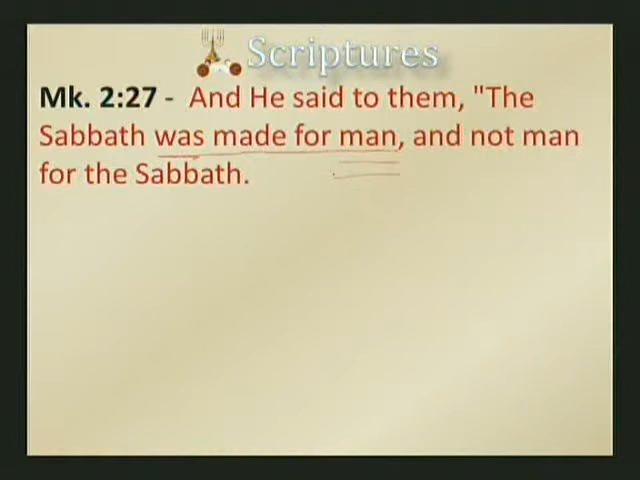 Scriptures
Mk. 2:27 - And He said to them, "The
Sabbath was made for man, and not man
for the Sabbath.